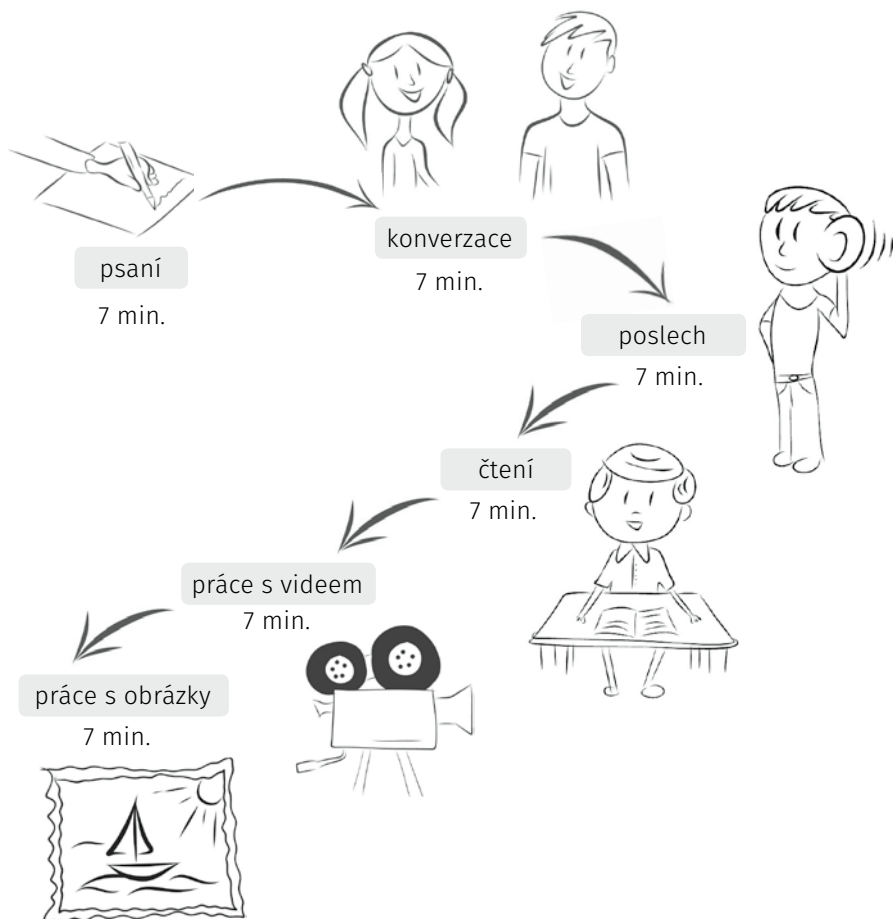 psaní
7 min.
konverzace
7 min.
poslech
7 min.
čtení
7 min.
práce s videem
7 min.
práce s obrázky
7 min.